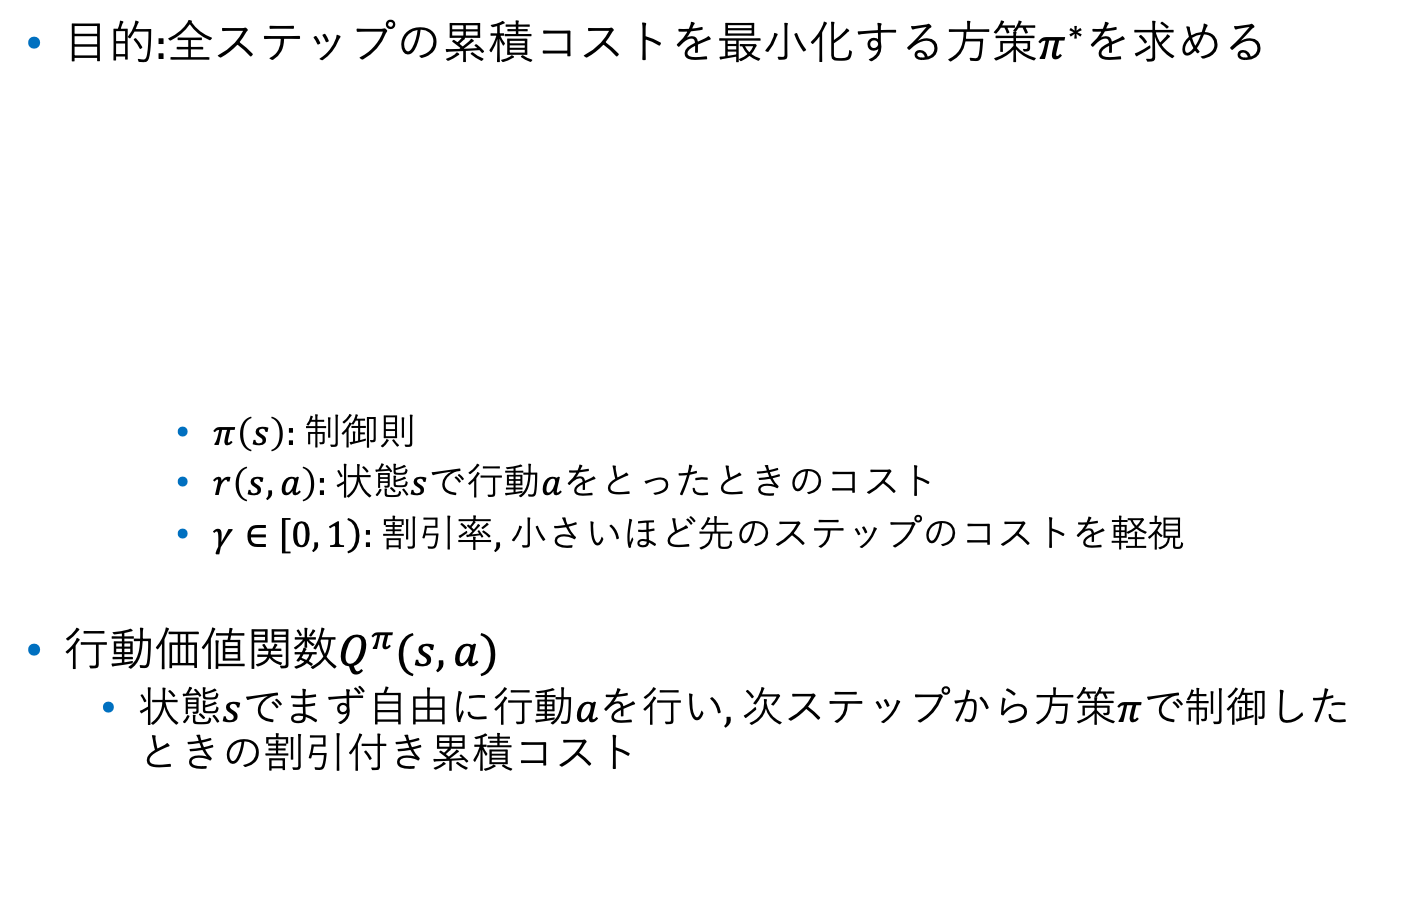 • 目的:全ステップの累積コストを最小化する方策π*を求める
• π(s): 制御則
• r(s, a): 状態sで行動aをとったときのコスト
• γ ∈ [0, 1): 割引率, 小さいほど先のステップのコストを軽視
• 行動価値関数Q^π(s, a)
• 状態sでまず自由に行動aを行い, 次ステップから方策πで制御した
ときの割引付き累積コスト